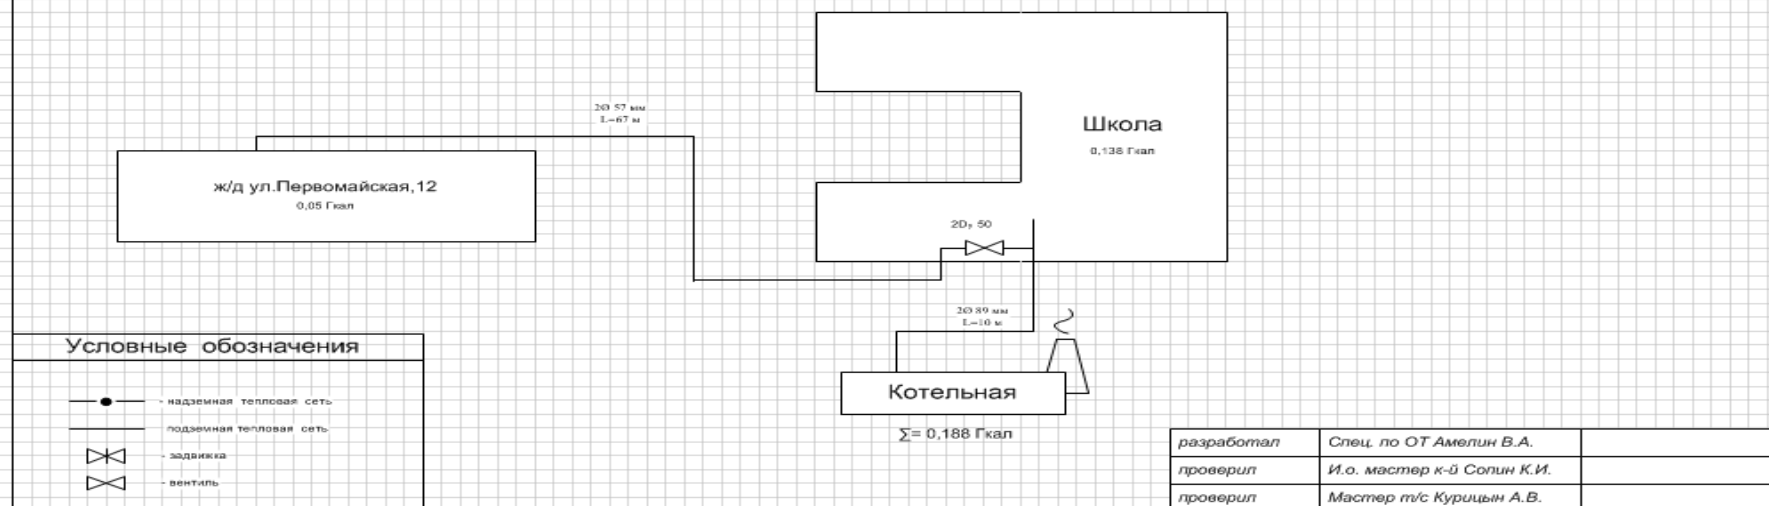 2Ø 57 мм
L=67 м
Школа
0,138 Гкал
ж/д ул.Первомайская,12
0,05 Гкал
2Dу 50
2Ø 89 мм
L=10 м
Условные обозначения
Котельная
- надземная тепловая сеть
подземная тепловая сеть
∑= 0,188 Гкал
- задвижка
- вентиль
разработал Спец. по ОТ Амелин В.А.
проверил И.о. мастер к-й Сопин К.И.
проверил Мастер т/с Курицын А.В.